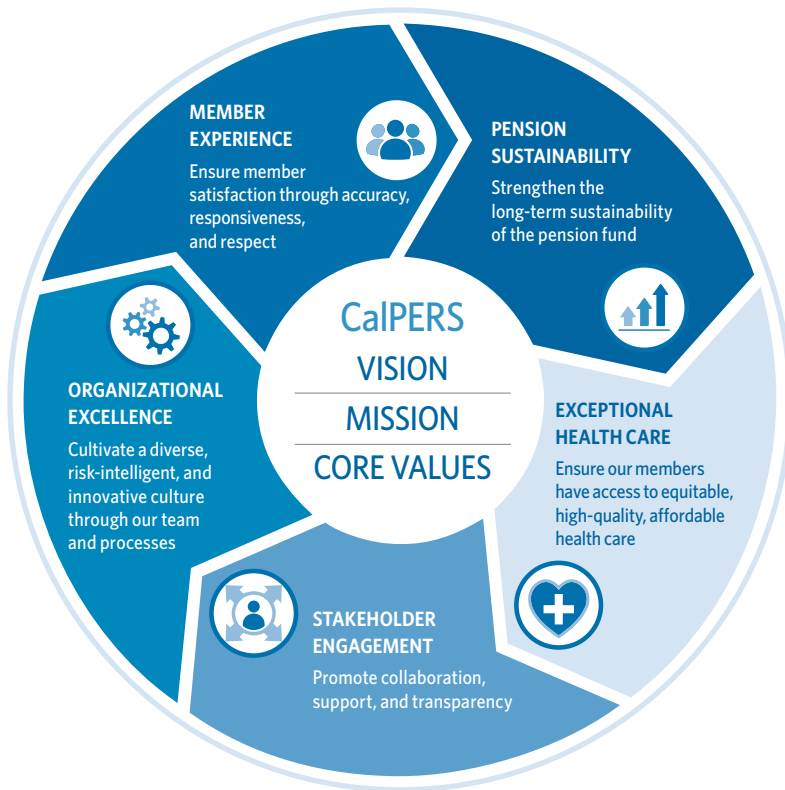 MEMBER
EXPERIENCE
Ensure member
satisfaction through accuracy,
responsiveness,
and respect
PENSION
SUSTAINABILITY
Strengthen the
long-term sustainability
of the pension fund
CalPERS
VISION
MISSION
CORE VALUES
EXCEPTIONAL
HEALTH CARE
Ensure our members
have access to equitable,
high-quality, affordable
health care
STAKEHOLDER
ENGAGEMENT
Promote collaboration,
support, and transparency
ORGANIZATIONAL
EXCELLENCE
Cultivate a diverse,
risk-intelligent, and
innovative culture
through our team
and processes